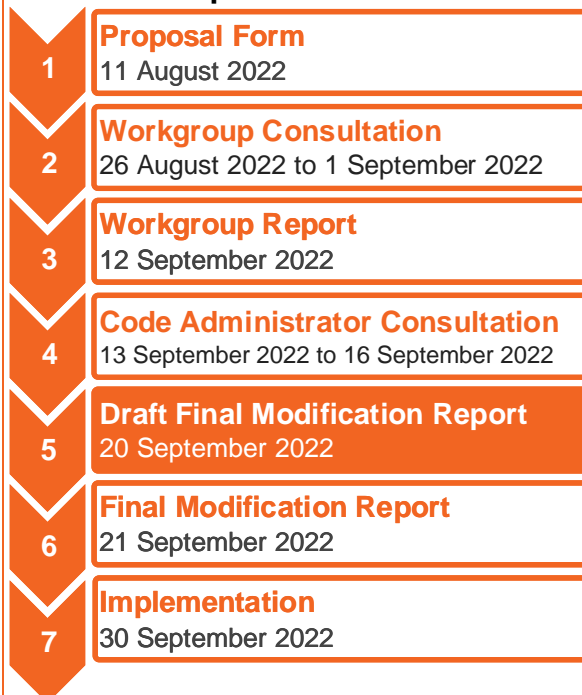 1
Proposal Form
11 August 2022
2
Workgroup Consultation
26 August 2022 to 1 September 2022
3
Workgroup Report
12 September 2022
4
Code Administrator Consultation
13 September 2022 to 16 September 2022
5
Draft Final Modification Report
20 September 2022
6
Final Modification Report
21 September 2022
7
Implementation
30 September 2022